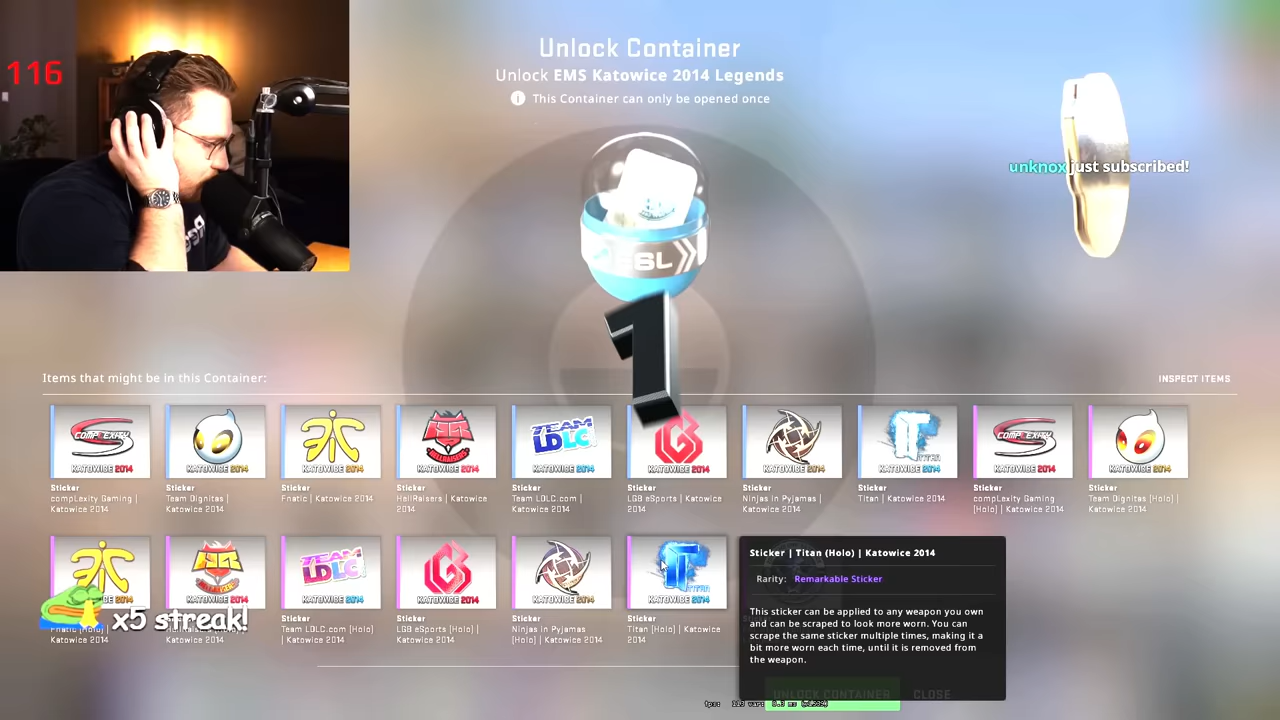 116
Unlock Container
Unlock EMS Katowice 2014 Legends
This Container can only be opened once
unknox just subscribed!
ESL
1
Items that might be in this Container:
INSPECT ITEMS
Sticker
compLexity Gaming |
Katowice 2014
Sticker
Team Dignitas |
Katowice 2014
Sticker
Fnatic | Katowice 2014
Sticker
HellRaisers | Katowice
2014
Sticker
Team LDLC.com |
Katowice 2014
Sticker
LGB eSports | Katowice
2014
Sticker
Ninjas in Pyjamas |
Katowice 2014
Sticker
Titan | Katowice 2014
Sticker
compLexity Gaming
(Holo) | Katowice 2014
Sticker
Team Dignitas (Holo) |
Katowice 2014
x5 streak!
Fnatic (Holo) |
Katowice 2014
Katowice 2014
Sticker
Team LDLC.com (Holo)
| Katowice 2014
Sticker
LGB eSports (Holo) |
Katowice 2014
Sticker
Ninjas in Pyjamas
(Holo) | Katowice 2014
Sticker
Titan (Holo) | Katowice
2014
Sticker | Titan (Holo) | Katowice 2014
Rarity: Remarkable Sticker
This sticker can be applied to any weapon you own
and can be scraped to look more worn. You can
scrape the same sticker multiple times, making it a
bit more worn each time, until it is removed from
the weapon.
UNLOCK CONTAINER
CLOSE